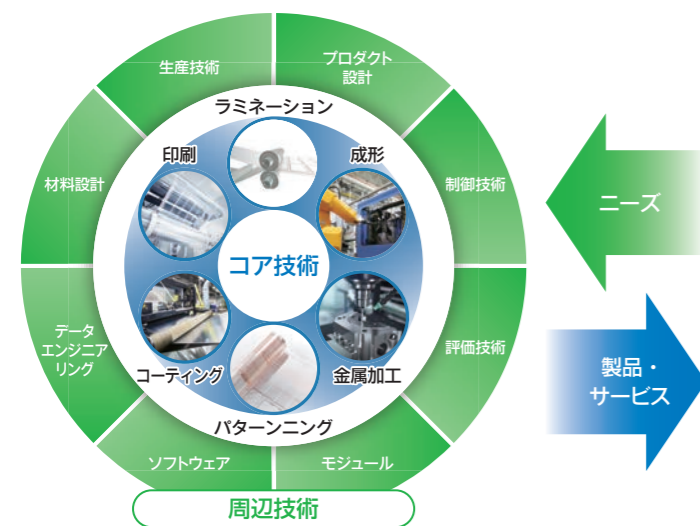 生産技術
プロダクト
設計
ラミネーション
印刷
成形
材料設計
制御技術
ニーズ
コア技術
データ
エンジニア
リング
評価技術
製品・
サービス
コーティング
金属加工
パターンニング
ソフトウェア
モジュール
周辺技術